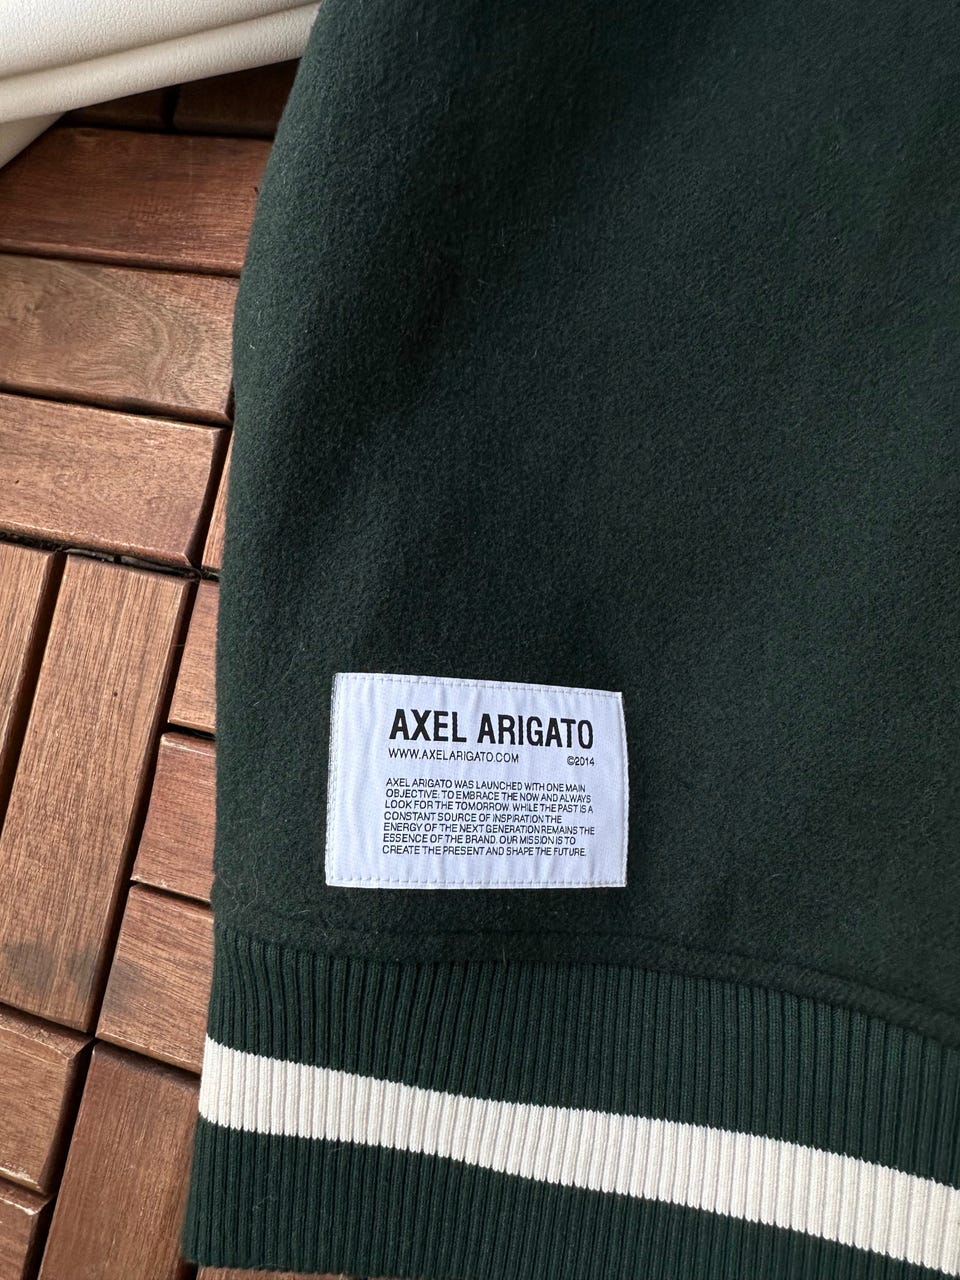 AXEL ARIGATO
WWW.AXELARIGATO.COM ©2014
AXEL ARIGATO WAS LAUNCHED WITH ONE MAIN
OBJECTIVE: TO EMBRACE THE NOW AND ALWAYS
LOOK FOR THE TOMORROW. WHILE THE PAST IS A
CONSTANT SOURCE OF INSPIRATION THE
ENERGY OF THE NEXT GENERATION REMAINS THE
ESSENCE OF THE BRAND. OUR MISSION IS TO
CREATE THE PRESENT AND SHAPE THE FUTURE.